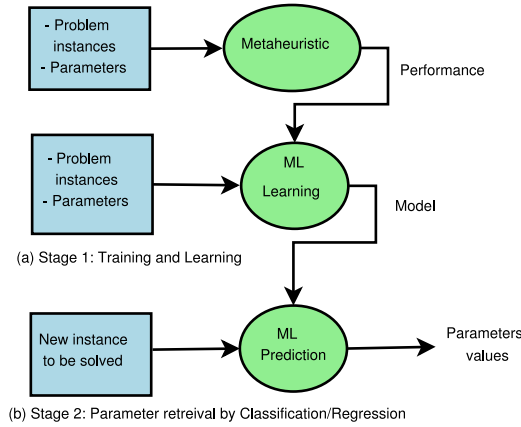 - Problem
instances
- Parameters
Metaheuristic
Performance
- Problem
instances
- Parameters
ML
Learning
Model
(a) Stage 1: Training and Learning
New instance
to be solved
ML
Prediction
Parameters
values
(b) Stage 2: Parameter retreival by Classification/Regression